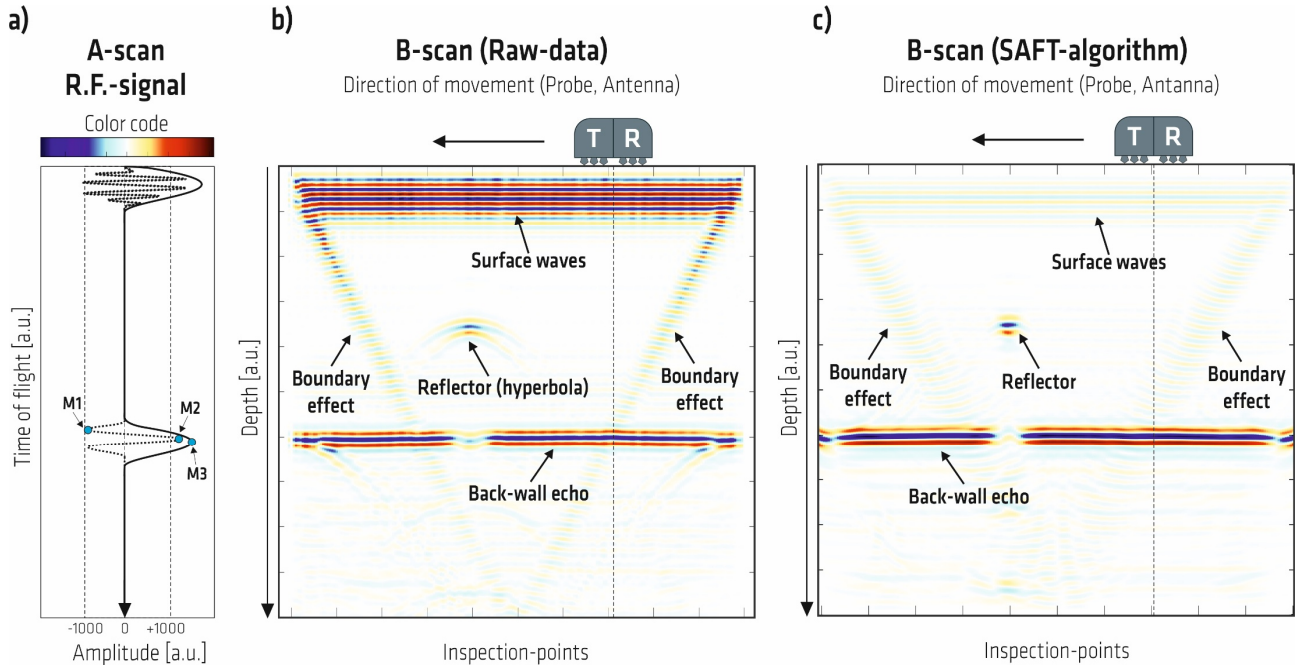 a)
A-scan
R.F.-signal
Color code
Time of flight [a.u.]
M1
M2
M3
-1000 0 +1000
Amplitude [a.u.]
b)
B-scan (Raw-data)
Direction of movement (Probe, Antenna)
T R
Surface waves
Boundary
effect
Reflector (hyperbola)
Boundary
effect
Depth [a.u.]
Back-wall echo
Inspection-points
c)
B-scan (SAFT-algorithm)
Direction of movement (Probe, Antanna)
T R
Surface waves
Boundary
effect
Reflector
Boundary
effect
Depth [a.u.]
Back-wall echo
Inspection-points